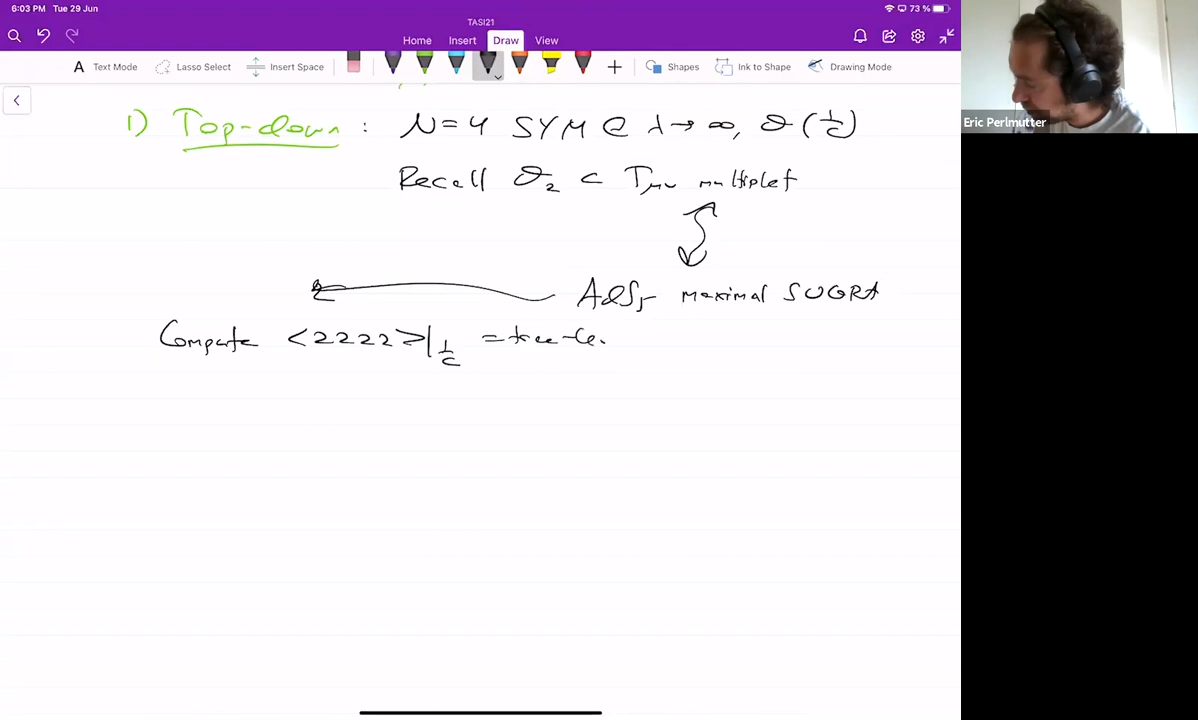 6:03 PM Tue 29 Jun
73 %
TASI21
Home Insert Draw View
Text Mode Lasso Select Insert Space Shapes Ink to Shape Drawing Mode
Eric Perlmutter
1) Top-down : N=4 SYM @ λ→∞, O(1/c)
Recall O₂ ⊂ Tμν multiplet
AdS₅ maximal SUGRA
Compute <2222>|1/c = tree-le